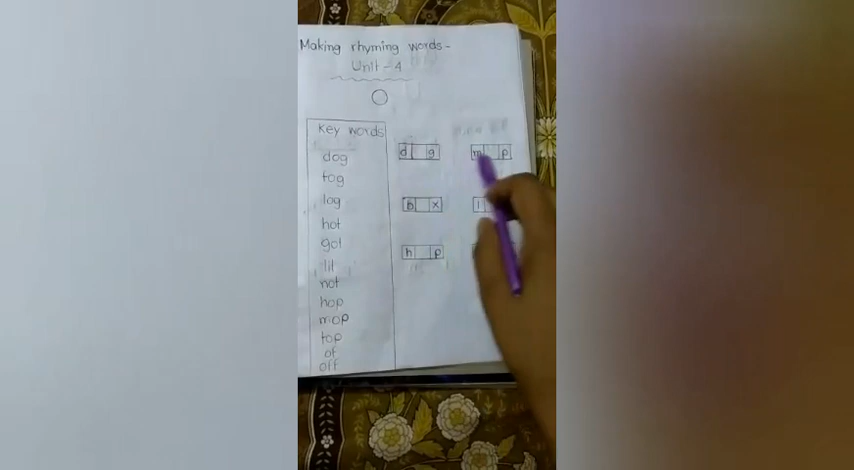 Making rhyming words-
Unit-4
Key words
dog
fog
log
hot
got
lit
not
hop
mop
top
of
off
d g
m p
b x
l
h p